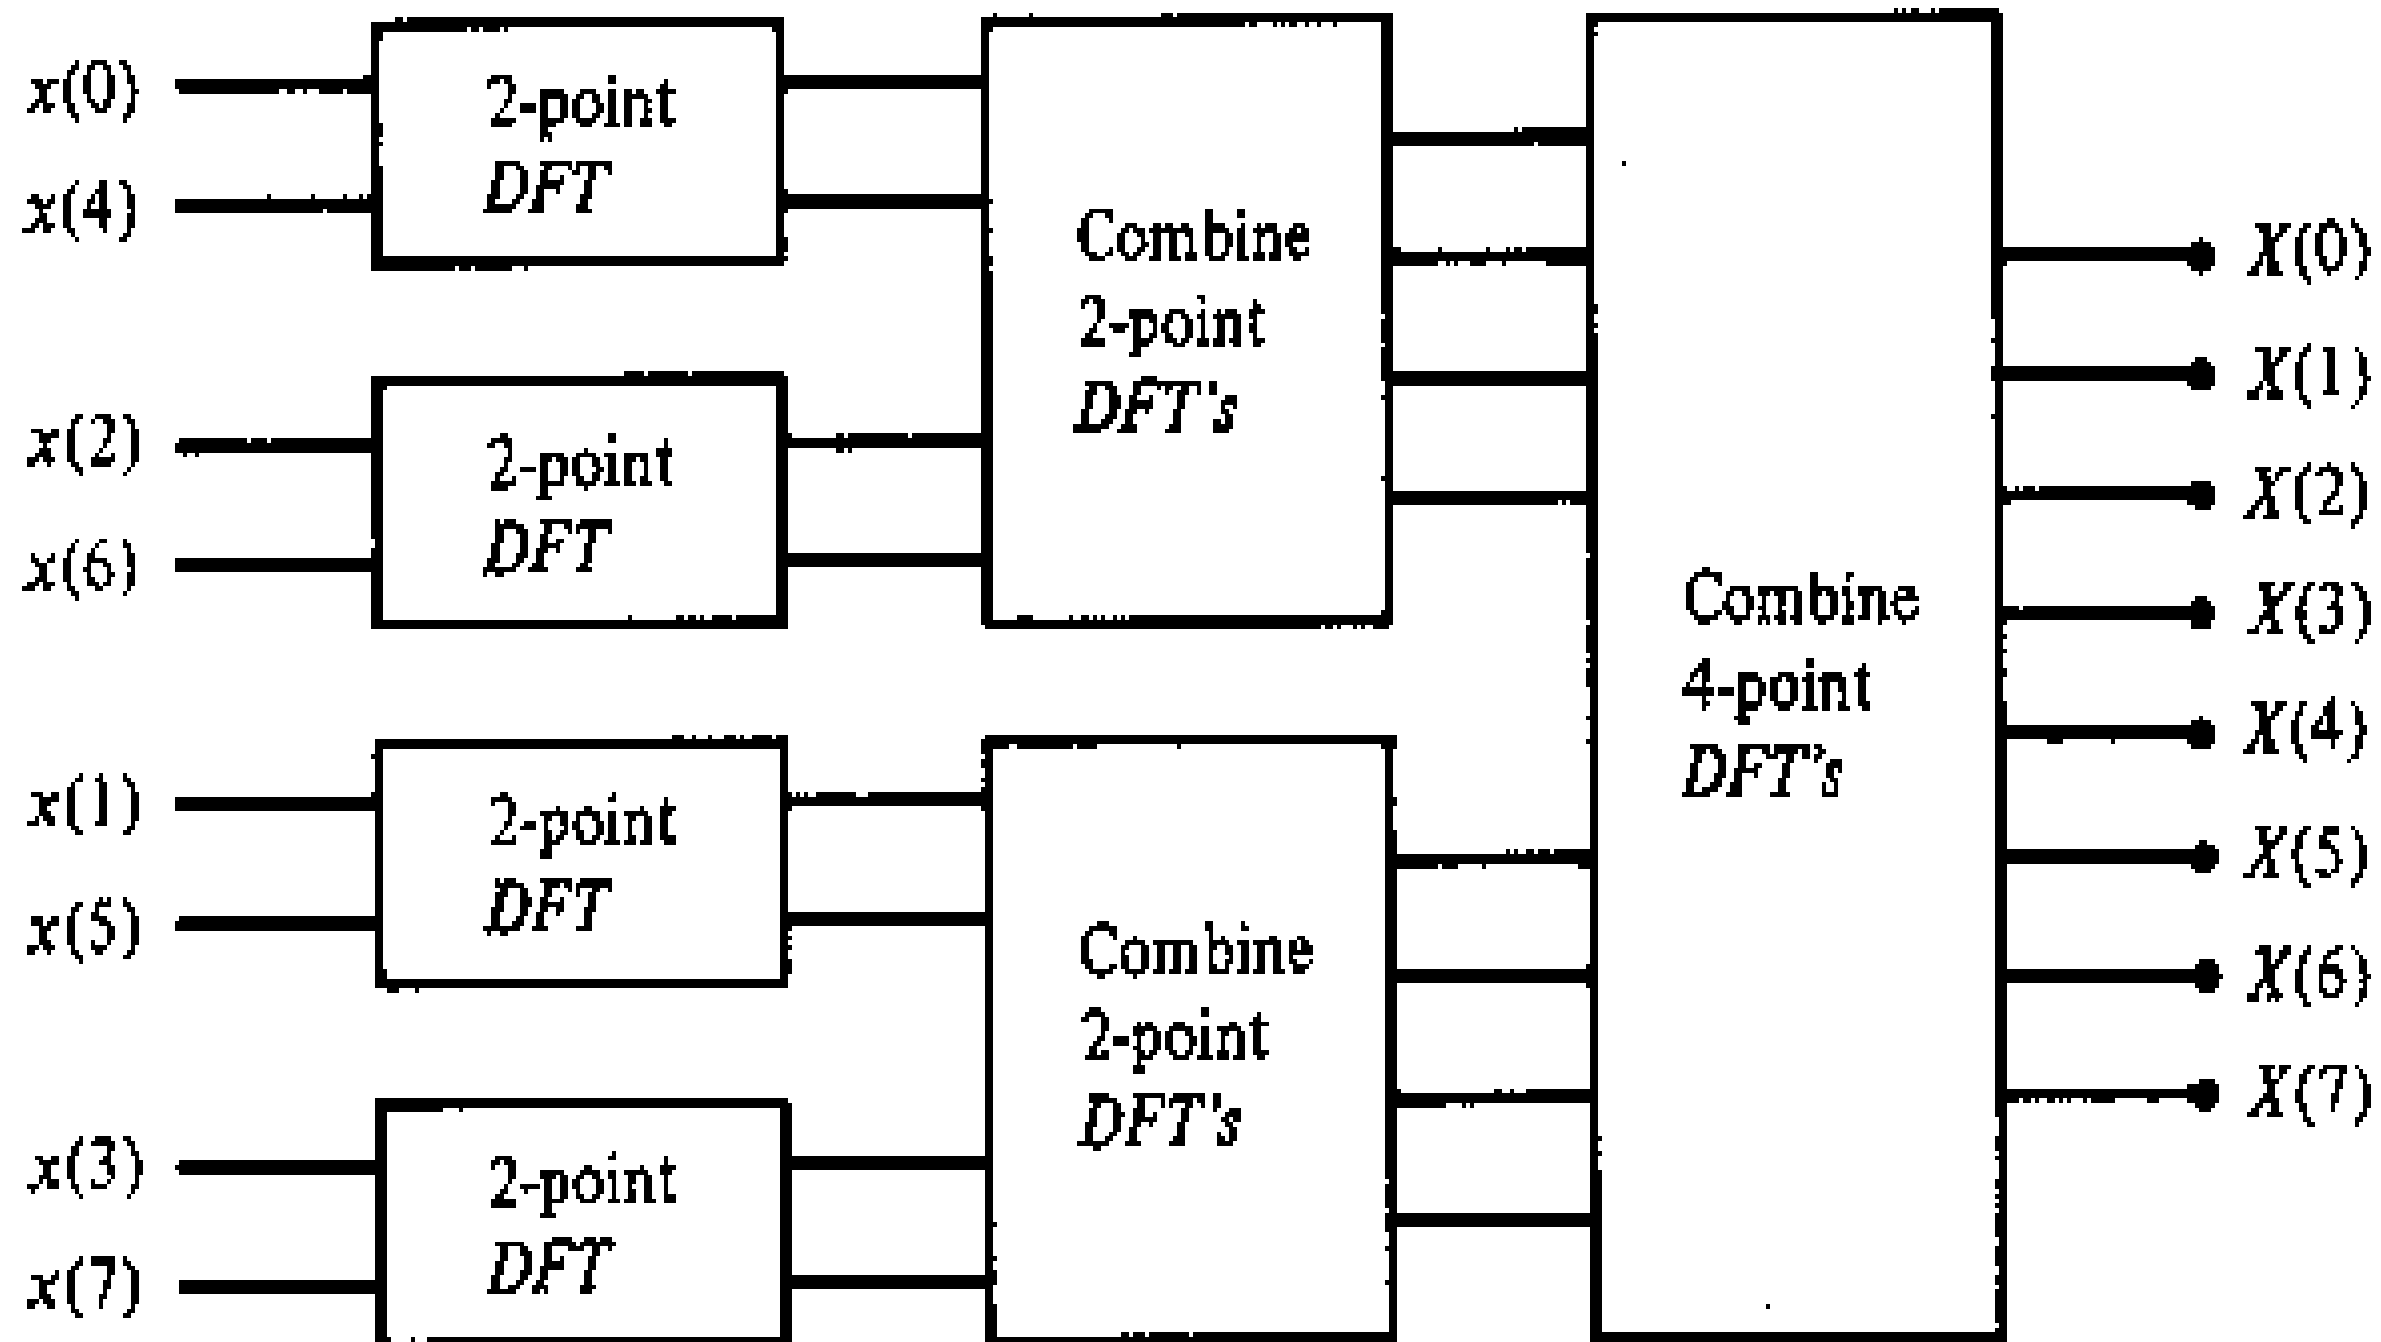 x(0)
x(4)
2-point
DFT
x(2)
x(6)
2-point
DFT
x(1)
x(5)
2-point
DFT
x(3)
x(7)
2-point
DFT
Combine
2-point
DFT's
Combine
2-point
DFT's
Combine
4-point
DFT's
X(0)
X(1)
X(2)
X(3)
X(4)
X(5)
X(6)
X(7)